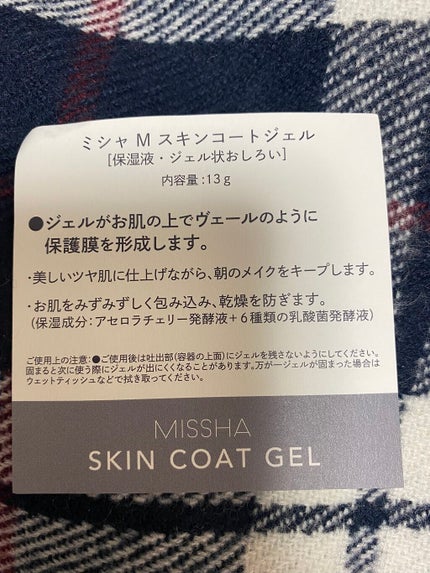 ミシャ M スキンコートジェル
[保湿液・ジェル状おしろい]
内容量:13g
●ジェルがお肌の上でヴェールのように
保護膜を形成します。
・美しいツヤ肌に仕上げながら、朝のメイクをキープします。
・お肌をみずみずしく包み込み、乾燥を防ぎます。
(保湿成分:アセロラチェリー発酵液+6種類の乳酸菌発酵液)
ご使用上の注意:●ご使用後は吐出部(容器の上面)にジェルを残さないようにしてください。
固まると次に使う際にジェルが出にくくなることがあります。万が一ジェルが固まった場合は
ウェットティッシュなどで拭き取ってください。
MISSHA
SKIN COAT GEL